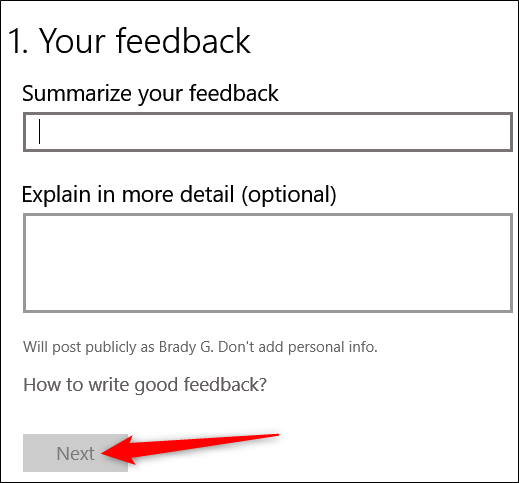 1. Your feedback
Summarize your feedback
Explain in more detail (optional)
Will post publicly as Brady G. Don't add personal info.
How to write good feedback?
Next